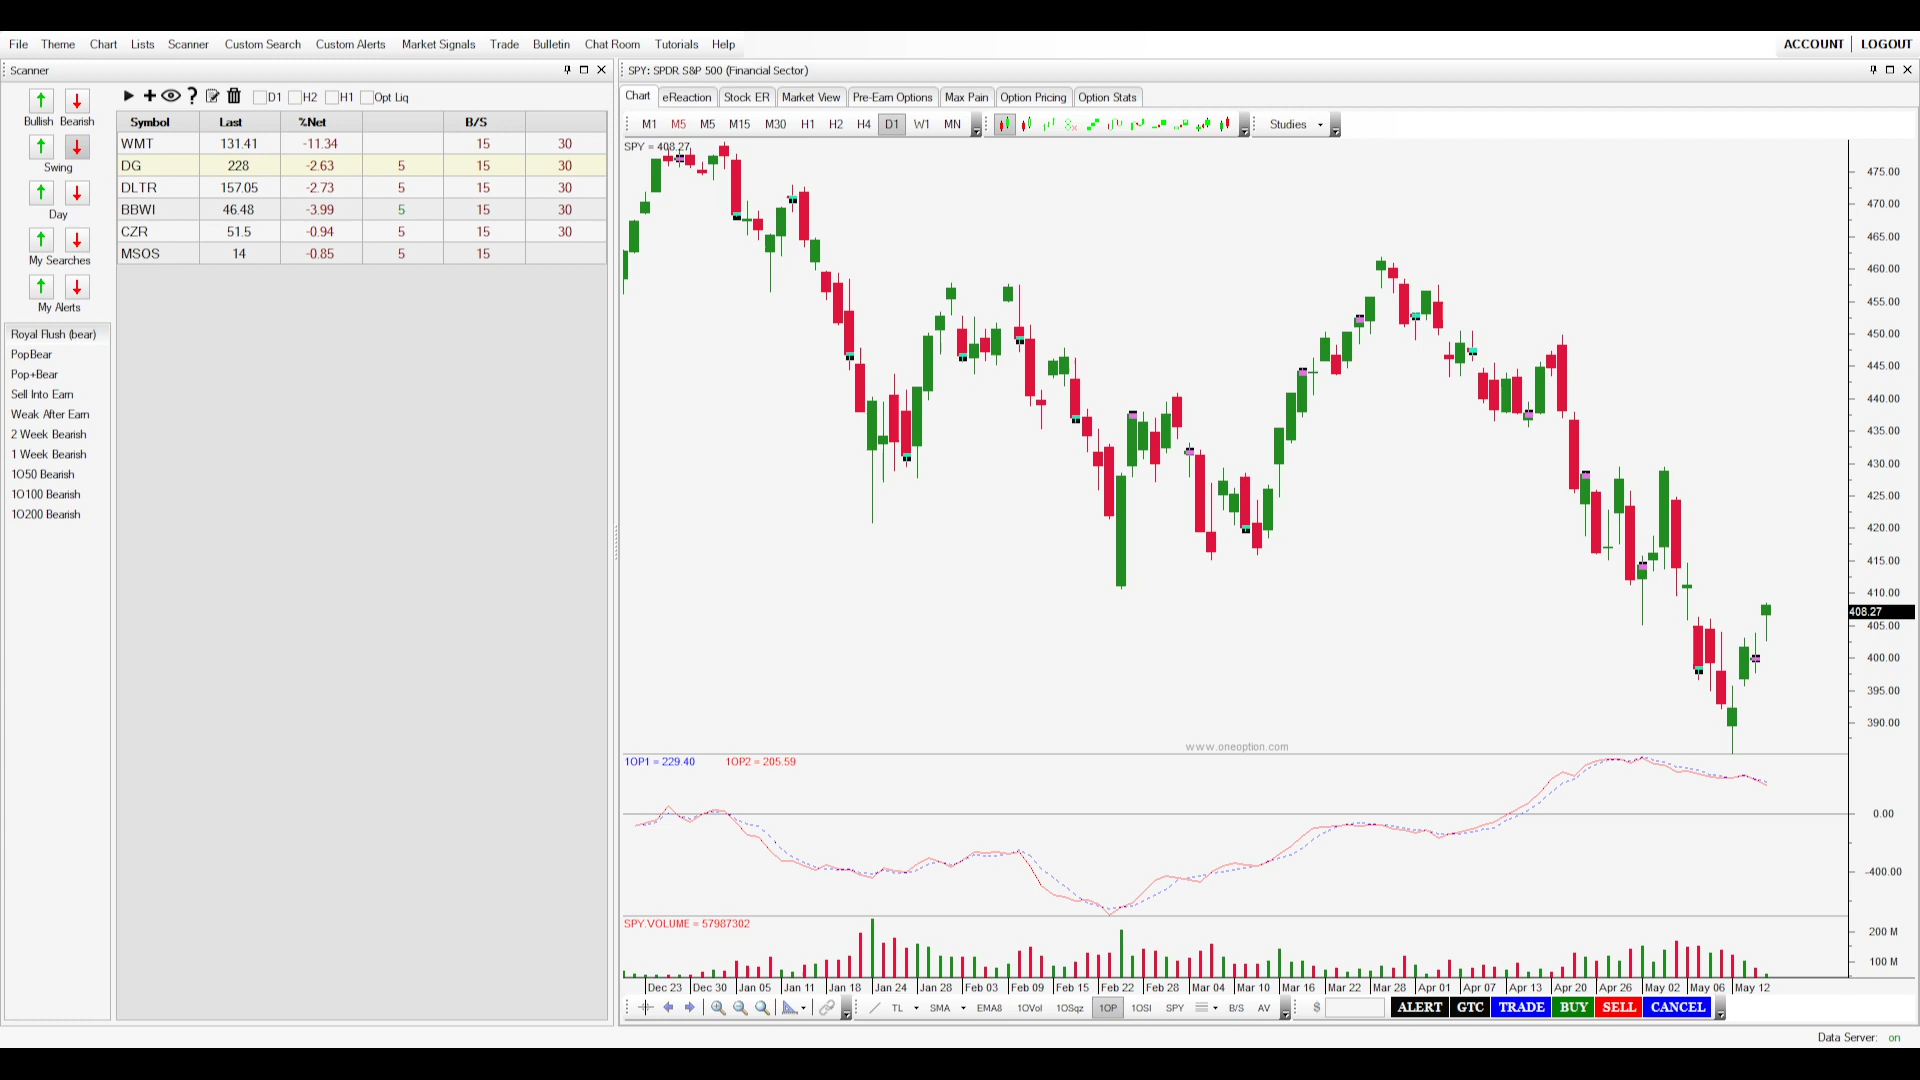 File Theme Chart Lists Scanner Custom Search Custom Alerts Market Signals Trade Bulletin Chat Room Tutorials Help ACCOUNT LOGOUT
Scanner
SPY: SPDR S&P 500 (Financial Sector)
D1 H2 H1 Opt Liq
Bullish Bearish
Swing
Day
My Searches
My Alerts
Royal Flush (bear)
PopBear
Pop+Bear
Sell Into Earn
Weak After Earn
2 Week Bearish
1 Week Bearish
1O50 Bearish
1O100 Bearish
1O200 Bearish
Symbol Last %Net B/S
WMT 131.41 -11.34 15 30
DG 228 -2.63 5 15 30
DLTR 157.05 -2.73 5 15 30
BBWI 46.48 -3.99 5 15 30
CZR 51.5 -0.94 5 15 30
MSOS 14 -0.85 5 15
Chart eReaction Stock ER Market View Pre-Earn Options Max Pain Option Pricing Option Stats
M1 M5 M5 M15 M30 H1 H2 H4 D1 W1 MN Studies
SPY = 408.27
475.00
470.00
465.00
460.00
455.00
450.00
445.00
440.00
435.00
430.00
425.00
420.00
415.00
410.00
408.27
405.00
400.00
395.00
390.00
www.oneoption.com
1OP1 = 229.40 1OP2 = 205.59
0.00
-400.00
SPY.VOLUME = 57987302
200 M
100 M
Dec 23 Dec 30 Jan 05 Jan 11 Jan 18 Jan 24 Jan 28 Feb 03 Feb 09 Feb 15 Feb 22 Feb 28 Mar 04 Mar 10 Mar 16 Mar 22 Mar 28 Apr 01 Apr 07 Apr 13 Apr 20 Apr 26 May 02 May 06 May 12
TL SMA EMA8 1OVol 1OSqz 1OP 1OSI SPY B/S AV $ ALERT GTC TRADE BUY SELL CANCEL
Data Server: on